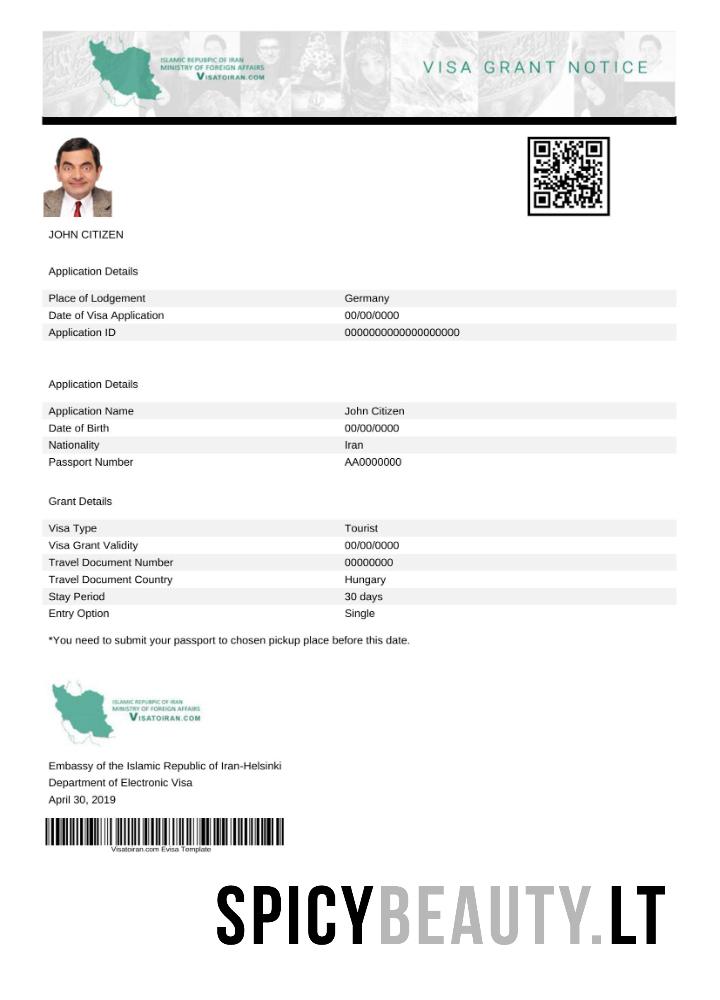 ISLAMIC REPUBPIC OF IRAN
MINISTRY OF FOREIGN AFFAIRS
VISATOIRAN.COM
VISA GRANT NOTICE
JOHN CITIZEN
Application Details
Place of Lodgement Germany
Date of Visa Application 00/00/0000
Application ID 0000000000000000000
Application Details
Application Name John Citizen
Date of Birth 00/00/0000
Nationality Iran
Passport Number AA0000000
Grant Details
Visa Type Tourist
Visa Grant Validity 00/00/0000
Travel Document Number 00000000
Travel Document Country Hungary
Stay Period 30 days
Entry Option Single
*You need to submit your passport to chosen pickup place before this date.
ISLAMIC REPUBPIC OF IRAN
MINISTRY OF FOREIGN AFFAIRS
VISATOIRAN.COM
Embassy of the Islamic Republic of Iran-Helsinki
Department of Electronic Visa
April 30, 2019
Visatoiran.com Evisa Template
SPICYBEAUTY.LT